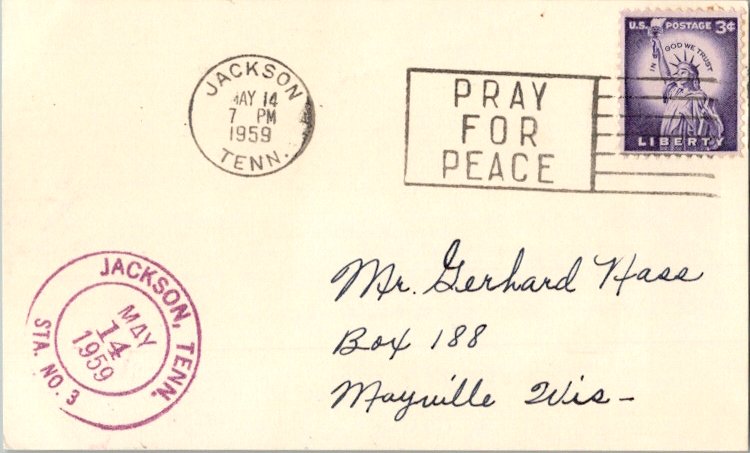 JACKSON
MAY 14
7 PM
1959
TENN.
PRAY
FOR
PEACE
U.S. POSTAGE 3¢
IN GOD WE TRUST
LIBERTY
JACKSON, TENN.
MAY
14
1959
STA. NO. 3
Mr. Gerhard Hass
Box 188
Mayville Wis-